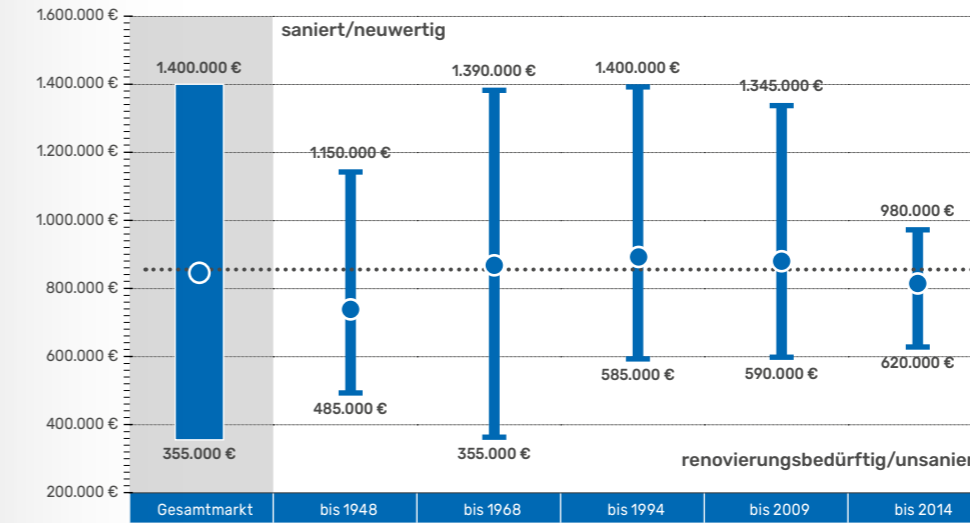 1.600.000 €
saniert/neuwertig
1.400.000 €
1.390.000 €
1.400.000 €
1.400.000 €
1.345.000 €
1.200.000 €
1.150.000 €
1.000.000 €
980.000 €
800.000 €
600.000 €
585.000 €
590.000 €
620.000 €
400.000 €
485.000 €
355.000 €
355.000 €
renovierungsbedürftig/unsanier
200.000 €
Gesamtmarkt
bis 1948
bis 1968
bis 1994
bis 2009
bis 2014